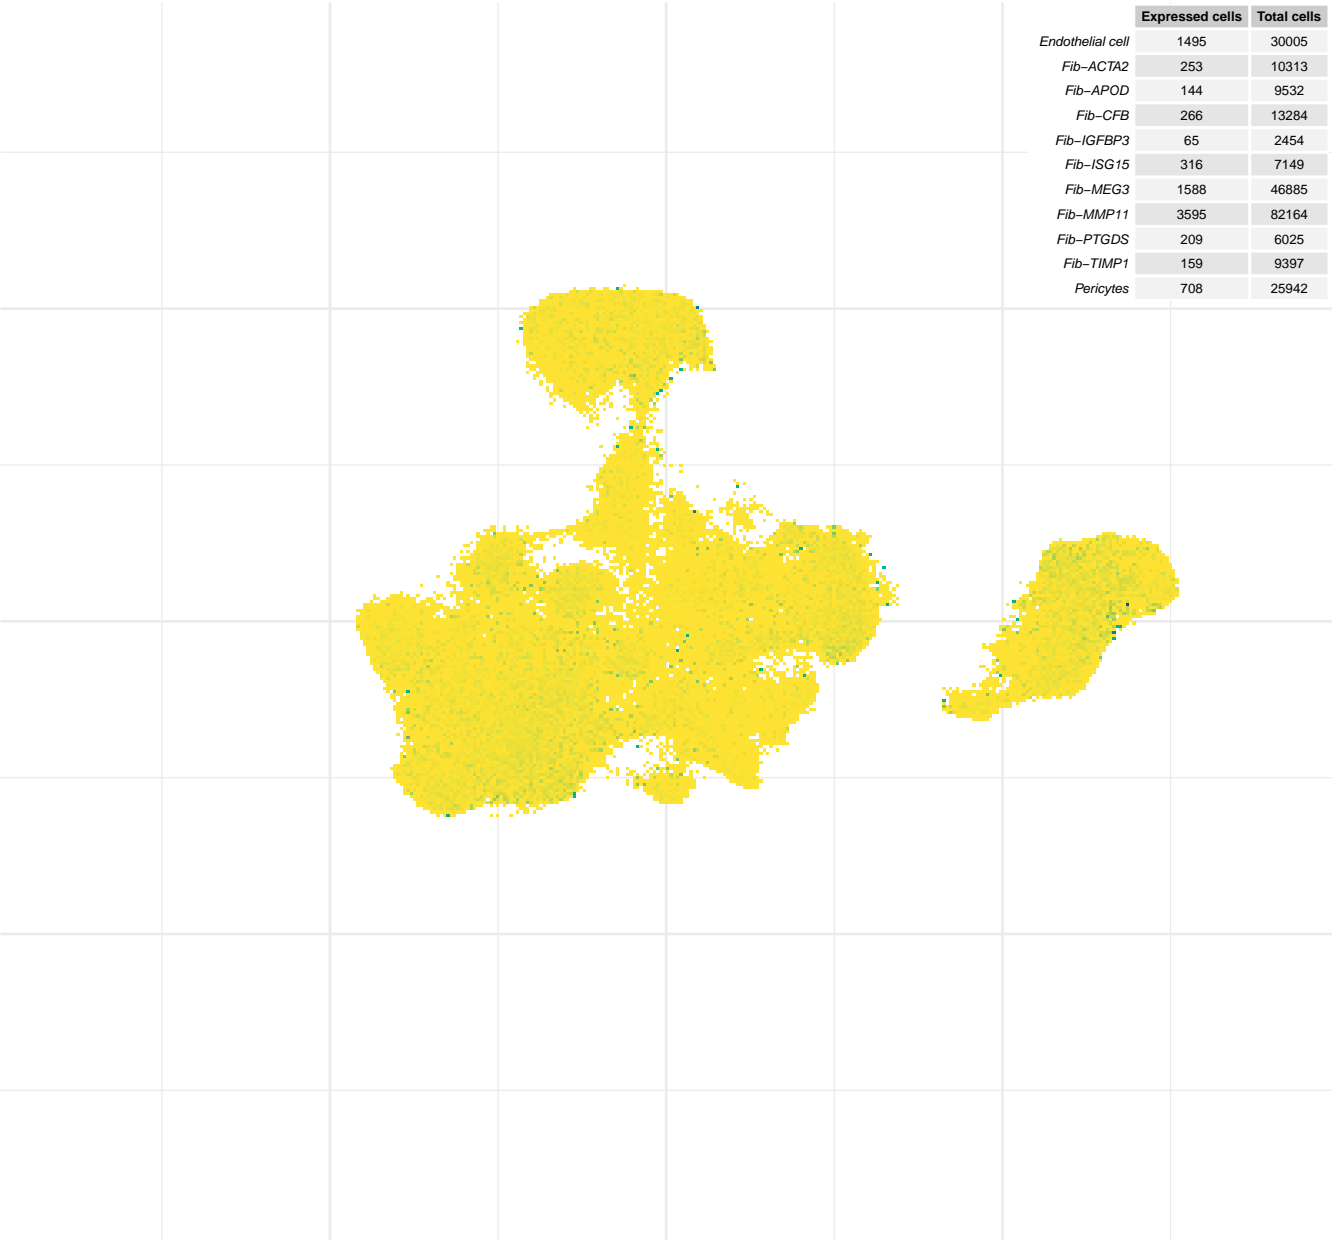 Expressed cells Total cells
Endothelial cell 1495 30005
Fib−ACTA2 253 10313
Fib−APOD 144 9532
Fib−CFB 266 13284
Fib−IGFBP3 65 2454
Fib−ISG15 316 7149
Fib−MEG3 1588 46885
Fib−MMP11 3595 82164
Fib−PTGDS 209 6025
Fib−TIMP1 159 9397
Pericytes 708 25942